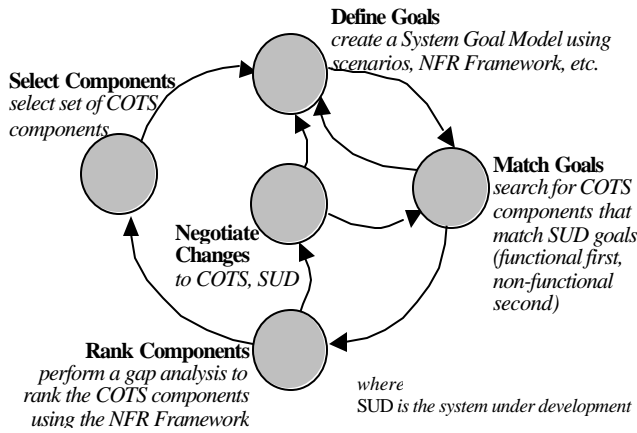 Define Goals
create a System Goal Model using
scenarios, NFR Framework, etc.
Select Components
select set of COTS
components
Match Goals
search for COTS
components that
match SUD goals
(functional first,
non-functional
second)
Negotiate
Changes
to COTS, SUD
Rank Components
perform a gap analysis to
rank the COTS components
using the NFR Framework
where
SUD is the system under development